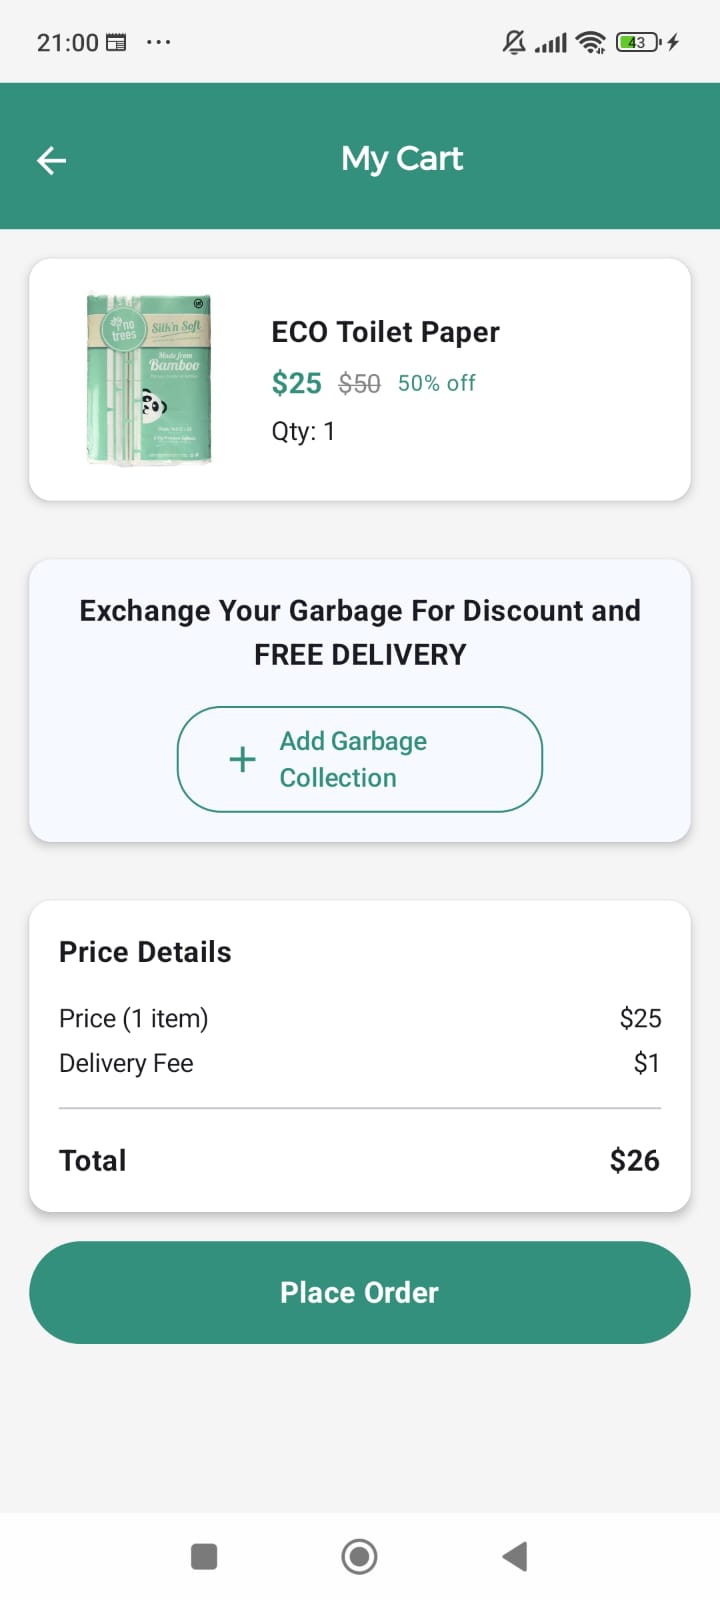 21:00
43
My Cart
no trees
Silk'n Soft
Made from
Bamboo
ECO Toilet Paper
$25 $50 50% off
Qty: 1
Exchange Your Garbage For Discount and
FREE DELIVERY
+ Add Garbage
Collection
Price Details
Price (1 item) $25
Delivery Fee $1
Total $26
Place Order